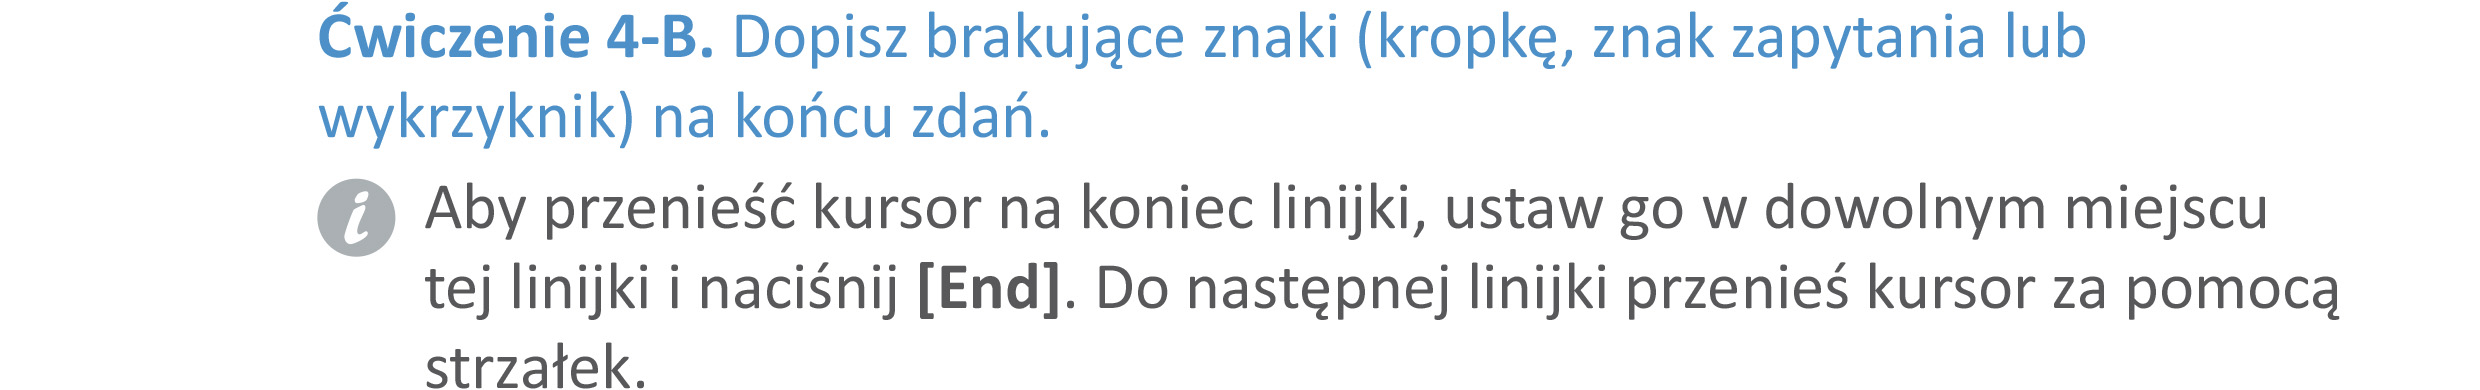 Ćwiczenie 4-B. Dopisz brakujące znaki (kropkę, znak zapytania lub
wykrzyknik) na końcu zdań.
i Aby przenieść kursor na koniec linijki, ustaw go w dowolnym miejscu
tej linijki i naciśnij [End]. Do następnej linijki przenieś kursor za pomocą
strzałek.